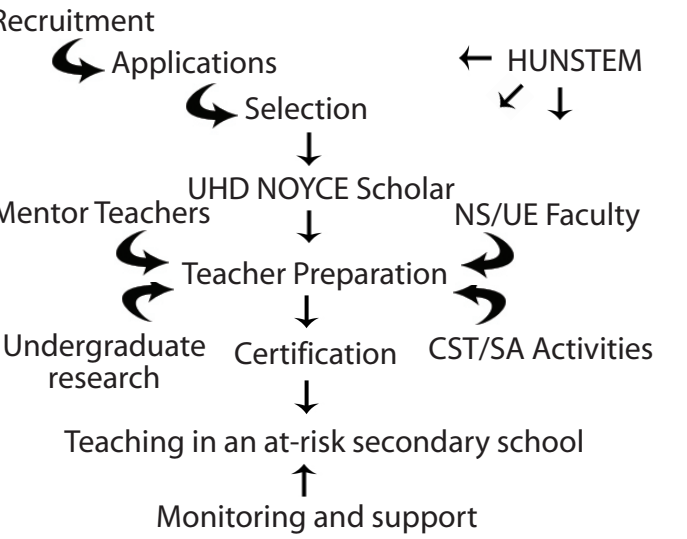 Recruitment
Applications
← HUNSTEM
Selection
UHD NOYCE Scholar
Mentor Teachers
NS/UE Faculty
Teacher Preparation
Undergraduate
research
Certification
CST/SA Activities
Teaching in an at-risk secondary school
Monitoring and support